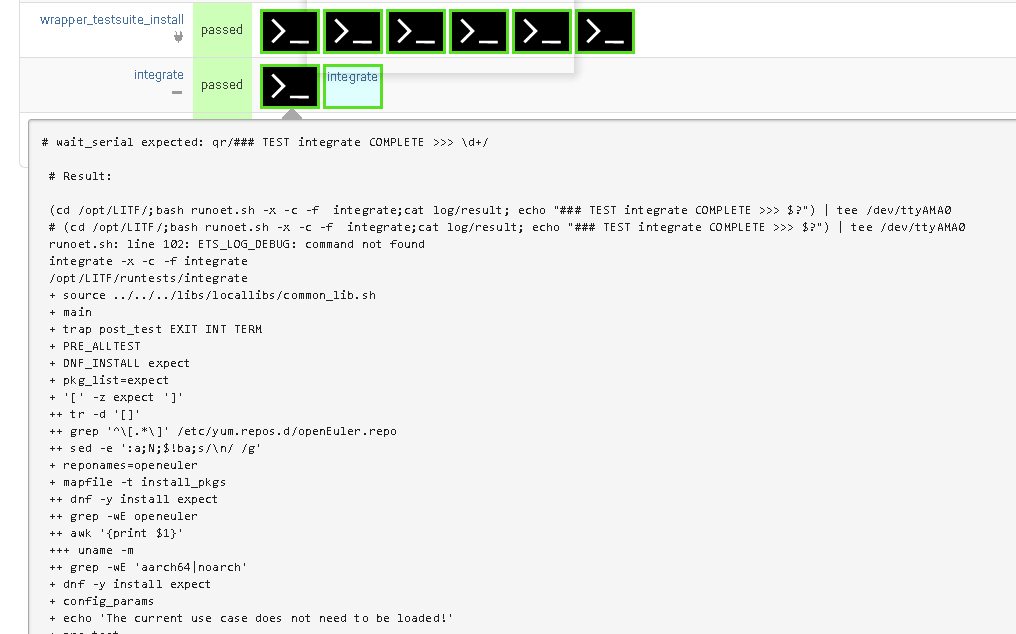 wrapper_testsuite_install
passed
integrate
passed
integrate
# wait_serial expected: qr/### TEST integrate COMPLETE >>> \d+/
# Result:
(cd /opt/LITF/;bash runoet.sh -x -c -f  integrate;cat log/result; echo "### TEST integrate COMPLETE >>> $?") | tee /dev/ttyAMA0
# (cd /opt/LITF/;bash runoet.sh -x -c -f  integrate;cat log/result; echo "### TEST integrate COMPLETE >>> $?") | tee /dev/ttyAMA0
runoet.sh: line 102: ETS_LOG_DEBUG: command not found
integrate -x -c -f integrate
/opt/LITF/runtests/integrate
+ source ../../../libs/locallibs/common_lib.sh
+ main
+ trap post_test EXIT INT TERM
+ PRE_ALLTEST
+ DNF_INSTALL expect
+ pkg_list=expect
+ '[' -z expect ']'
++ tr -d '[]'
++ grep '^\[.*\]' /etc/yum.repos.d/openEuler.repo
++ sed -e ':a;N;$!ba;s/\n/ /g'
+ reponames=openeuler
+ mapfile -t install_pkgs
++ dnf -y install expect
++ grep -wE openeuler
++ awk '{print $1}'
+++ uname -m
++ grep -wE 'aarch64|noarch'
+ dnf -y install expect
+ config_params
+ echo 'The current use case does not need to be loaded!'